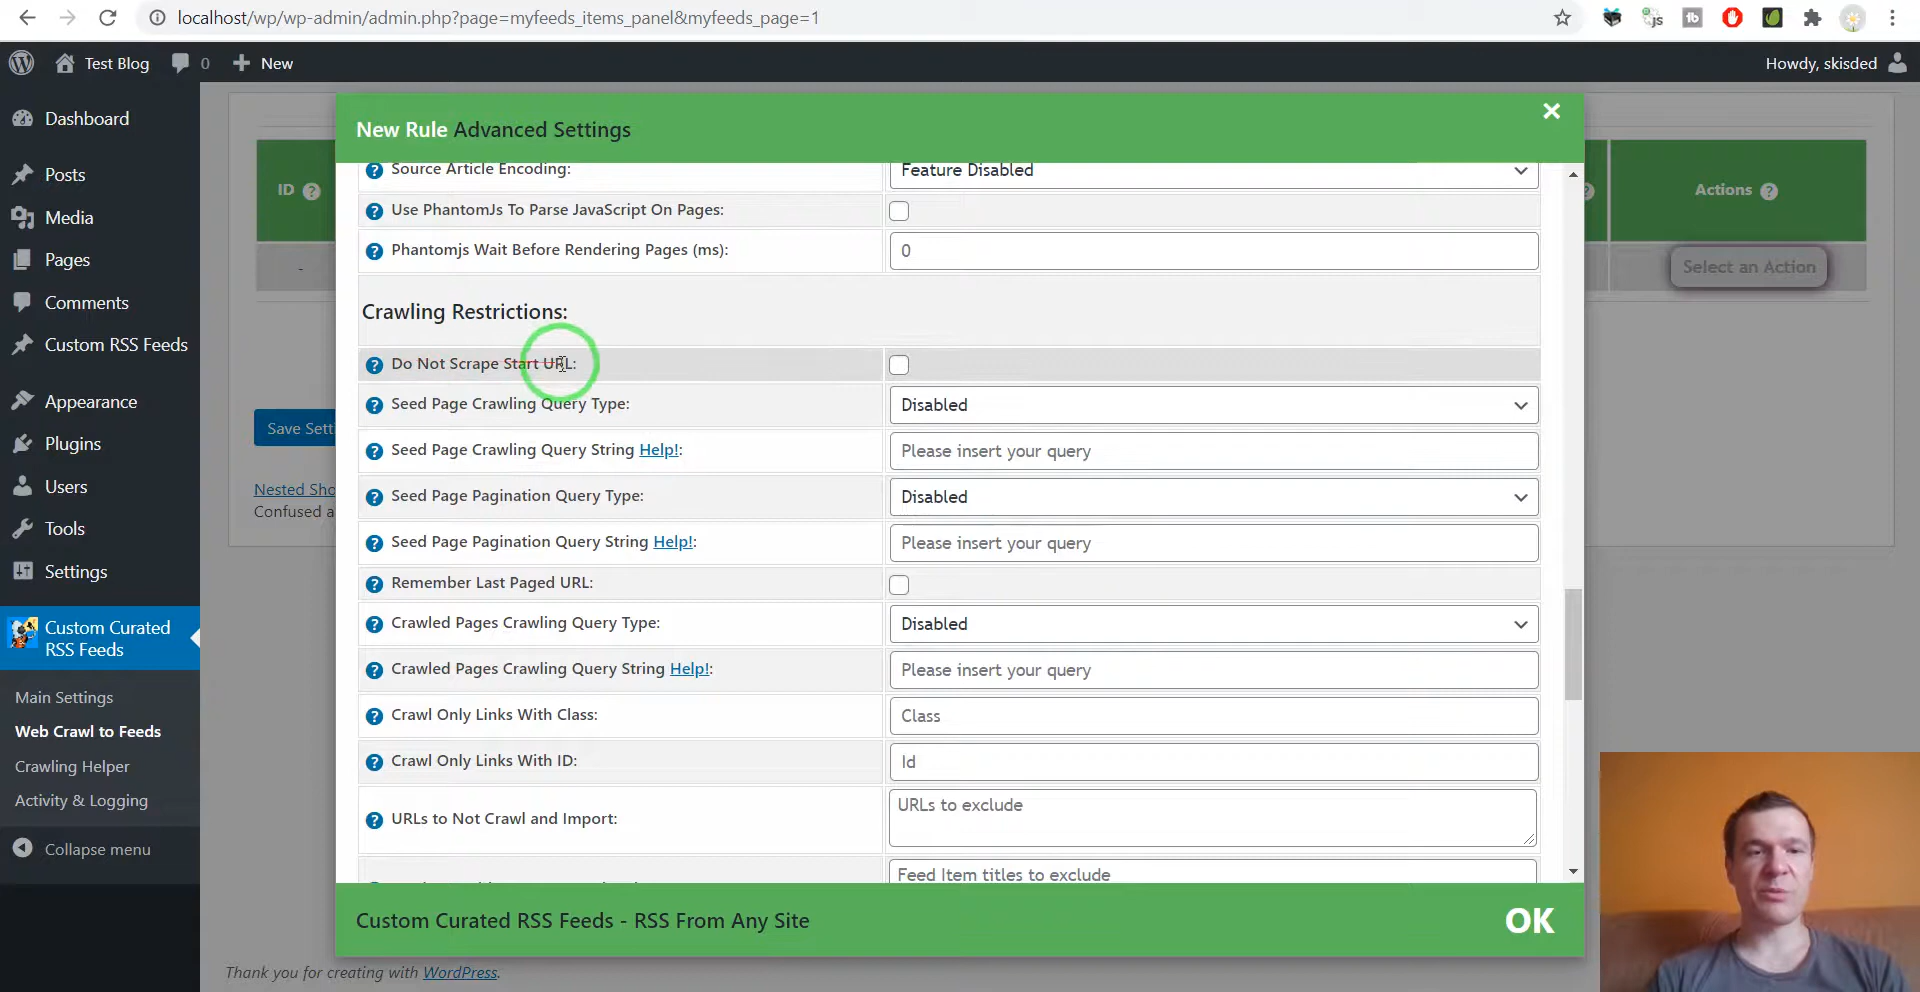 localhost/wp/wp-admin/admin.php?page=myfeeds_items_panel&myfeeds_page=1
Test Blog 0 New Howdy, skisded
Dashboard
Posts
Media
Pages
Comments
Custom RSS Feeds
Appearance
Plugins
Users
Tools
Settings
Custom Curated
RSS Feeds
Main Settings
Web Crawl to Feeds
Crawling Helper
Activity & Logging
Collapse menu
ID
-
Save Setti
Nested Sho
Confused a
Actions
Select an Action
New Rule Advanced Settings
Source Article Encoding: Feature Disabled
Use PhantomJs To Parse JavaScript On Pages:
Phantomjs Wait Before Rendering Pages (ms): 0
Crawling Restrictions:
Do Not Scrape Start URL:
Seed Page Crawling Query Type: Disabled
Seed Page Crawling Query String Help!: Please insert your query
Seed Page Pagination Query Type: Disabled
Seed Page Pagination Query String Help!: Please insert your query
Remember Last Paged URL:
Crawled Pages Crawling Query Type: Disabled
Crawled Pages Crawling Query String Help!: Please insert your query
Crawl Only Links With Class: Class
Crawl Only Links With ID: Id
URLs to Not Crawl and Import: URLs to exclude
Feed Item titles to exclude
Custom Curated RSS Feeds - RSS From Any Site OK
Thank you for creating with WordPress.